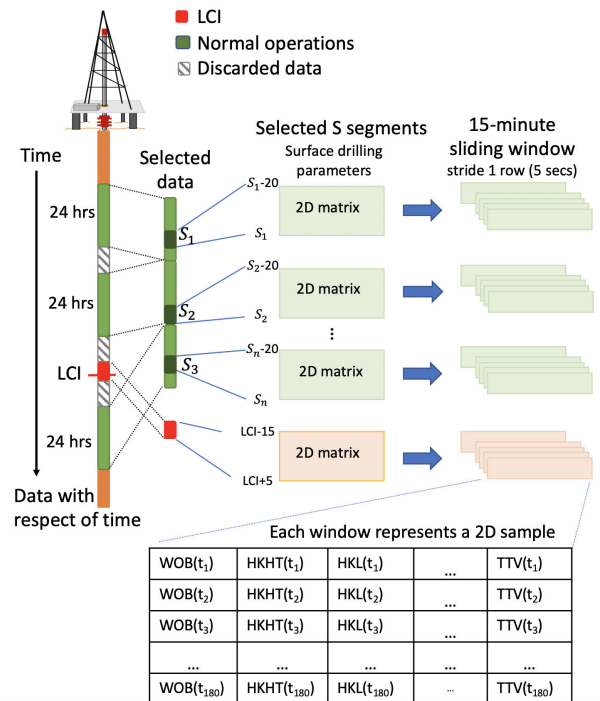 LCI
Normal operations
Discarded data
Time
Selected
data
Selected S segments
Surface drilling
parameters
15-minute
sliding window
stride 1 row (5 secs)
24 hrs
24 hrs
LCI
24 hrs
Data with
respect of time
S₁
S₂
S₃
S₁-20
S₁
2D matrix
S₂-20
S₂
2D matrix
⋮
Sₙ-20
Sₙ
2D matrix
LCI-15
LCI+5
2D matrix
Each window represents a 2D sample
WOB(t₁) HKHT(t₁) HKL(t₁) ... TTV(t₁)
WOB(t₂) HKHT(t₂) HKL(t₂) ... TTV(t₂)
WOB(t₃) HKHT(t₃) HKL(t₃) ... TTV(t₃)
... ... ... ... ...
WOB(t₁₈₀) HKHT(t₁₈₀) HKL(t₁₈₀) ... TTV(t₁₈₀)